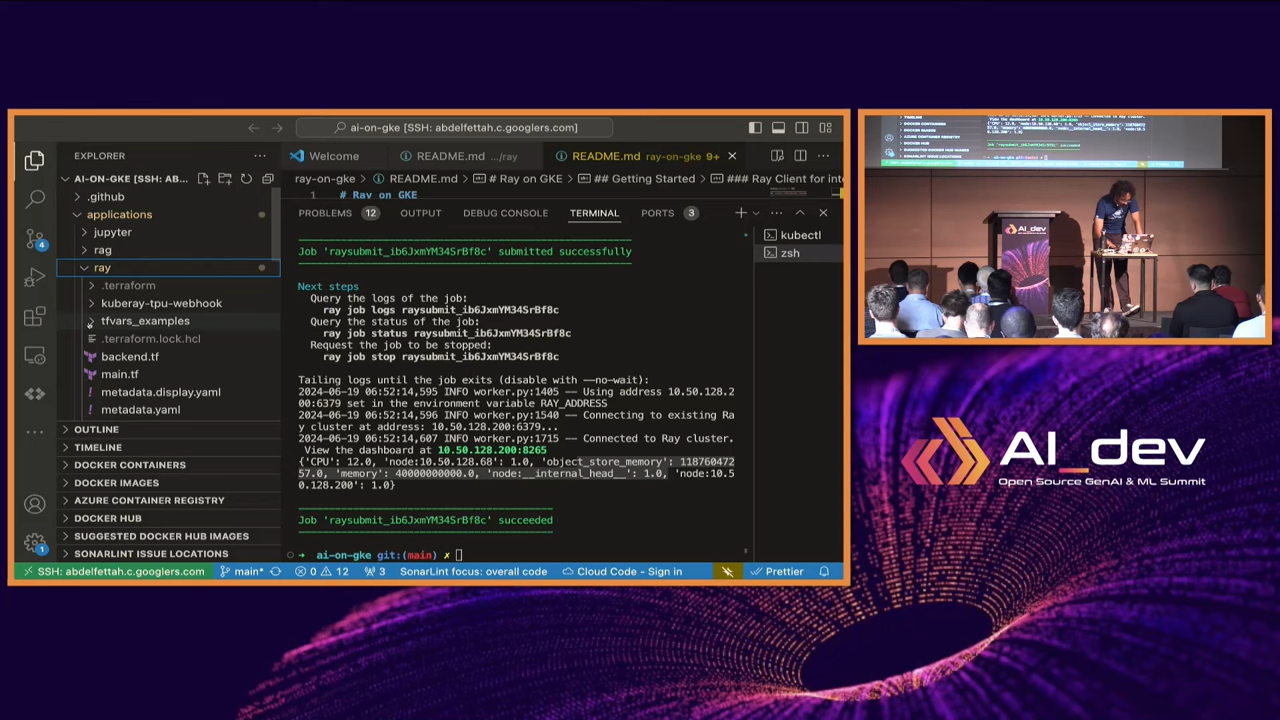 ai-on-gke [SSH: abdelfettah.c.googlers.com]
EXPLORER
Welcome
README.md .../ray
README.md ray-on-gke 9+
AI-ON-GKE [SSH: AB...
ray-on-gke > README.md > # Ray on GKE > ## Getting Started > ### Ray Client for inte
1 # Ray on GKE
.github
applications
jupyter
rag
ray
.terraform
kuberay-tpu-webhook
tfvars_examples
.terraform.lock.hcl
backend.tf
main.tf
metadata.display.yaml
metadata.yaml
OUTLINE
TIMELINE
DOCKER CONTAINERS
DOCKER IMAGES
AZURE CONTAINER REGISTRY
DOCKER HUB
SUGGESTED DOCKER HUB IMAGES
SONARLINT ISSUE LOCATIONS
4
1
PROBLEMS 12 OUTPUT DEBUG CONSOLE TERMINAL PORTS 3
kubectl
zsh
Job 'raysubmit_ib6JxmYM34SrBf8c' submitted successfully
Next steps
Query the logs of the job:
ray job logs raysubmit_ib6JxmYM34SrBf8c
Query the status of the job:
ray job status raysubmit_ib6JxmYM34SrBf8c
Request the job to be stopped:
ray job stop raysubmit_ib6JxmYM34SrBf8c
Tailing logs until the job exits (disable with --no-wait):
2024-06-19 06:52:14,595 INFO worker.py:1405 -- Using address 10.50.128.2
00:6379 set in the environment variable RAY_ADDRESS
2024-06-19 06:52:14,596 INFO worker.py:1540 -- Connecting to existing Ra
y cluster at address: 10.50.128.200:6379...
2024-06-19 06:52:14,607 INFO worker.py:1715 -- Connected to Ray cluster.
View the dashboard at 10.50.128.200:8265
{'CPU': 12.0, 'node:10.50.128.68': 1.0, 'object_store_memory': 118760472
57.0, 'memory': 40000000000.0, 'node:__internal_head__': 1.0, 'node:10.5
0.128.200': 1.0}
Job 'raysubmit_ib6JxmYM34SrBf8c' succeeded
→ ai-on-gke git:(main) ✗
SSH: abdelfettah.c.googlers.com main* 0 12 3 SonarLint focus: overall code Cloud Code - Sign in Prettier
AI_dev
AI_dev
Open Source GenAI & ML Summit